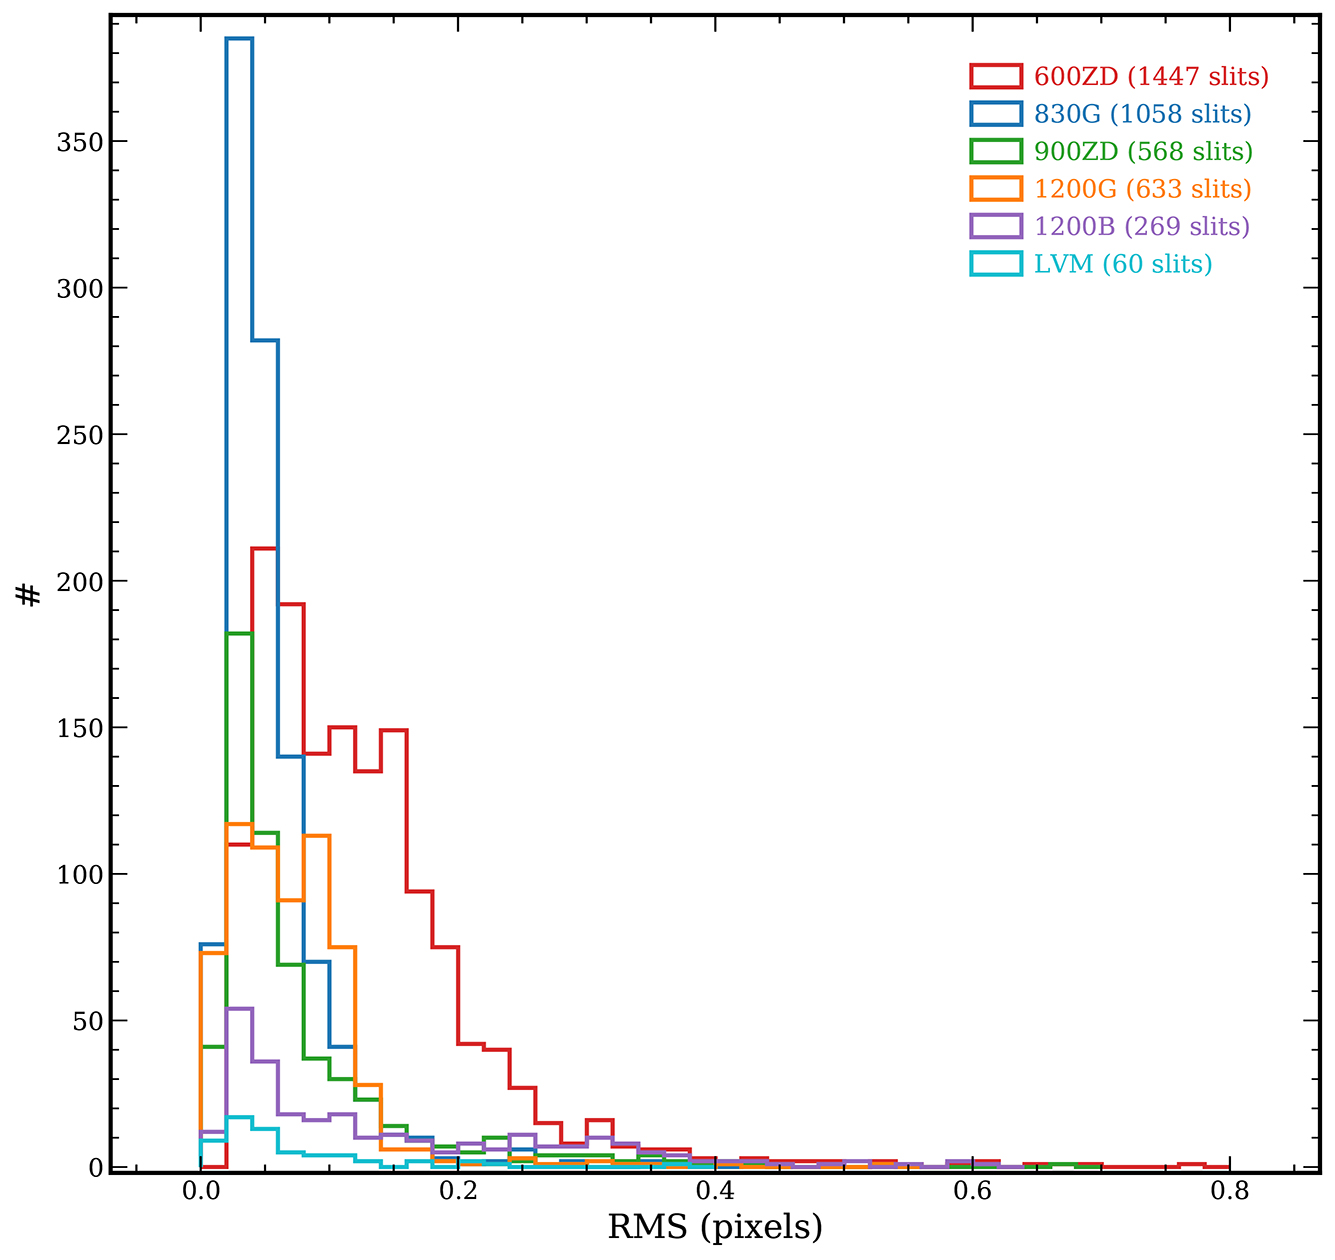 600ZD (1447 slits)
830G (1058 slits)
900ZD (568 slits)
1200G (633 slits)
1200B (269 slits)
LVM (60 slits)
350
300
250
200
150
100
50
0
#
0.0 0.2 0.4 0.6 0.8
RMS (pixels)